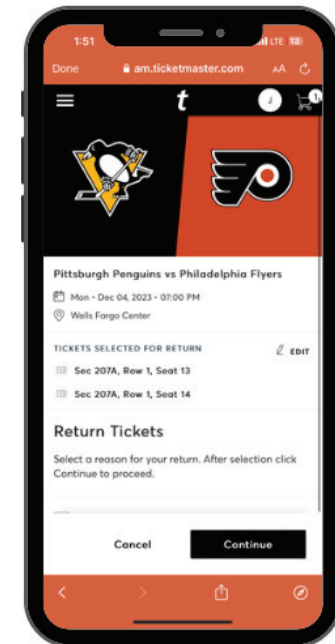 1:51
LTE 13
Done
am.ticketmaster.com
AA
t
J
1
Pittsburgh Penguins vs Philadelphia Flyers
Mon • Dec 04, 2023 • 07:00 PM
Wells Fargo Center
TICKETS SELECTED FOR RETURN
EDIT
Sec 207A, Row 1, Seat 13
Sec 207A, Row 1, Seat 14
Return Tickets
Select a reason for your return. After selection click
Continue to proceed.
Cancel
Continue